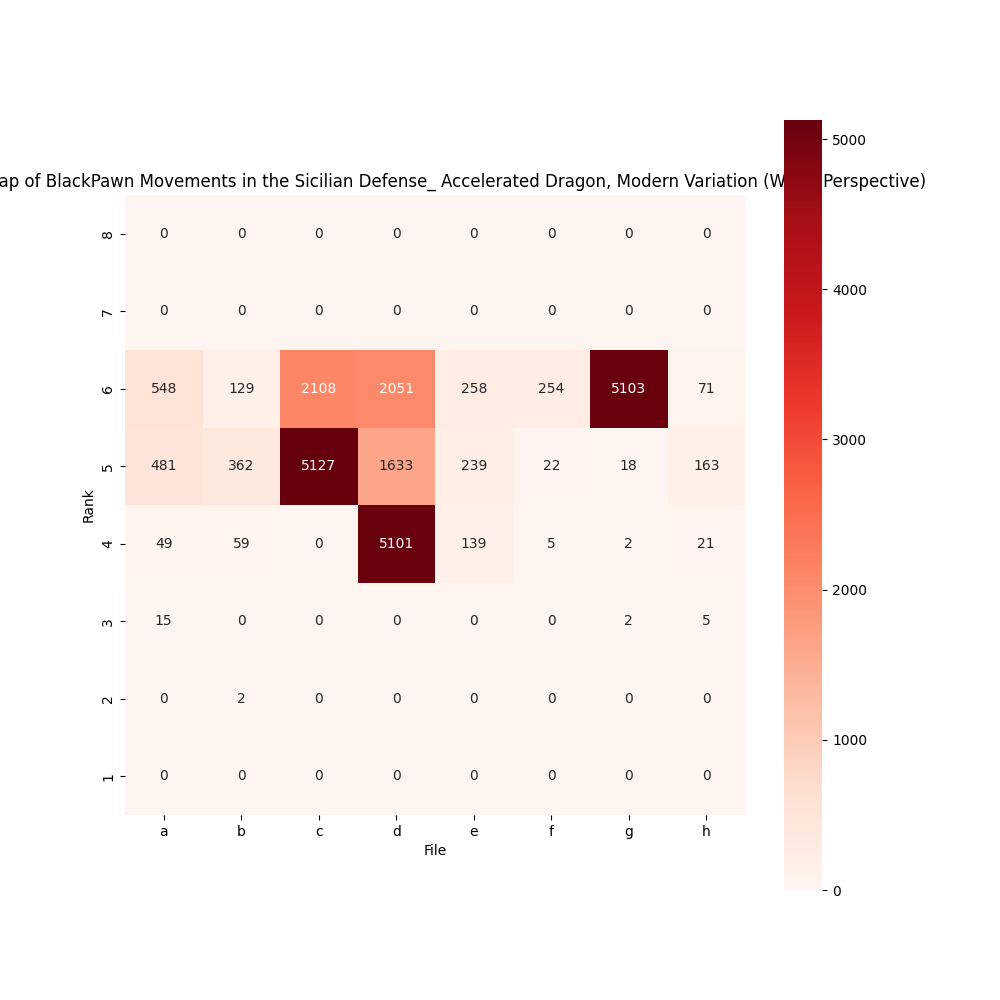 5000
ap of BlackPawn Movements in the Sicilian Defense_ Accelerated Dragon, Modern Variation (W Perspective)
8 0 0 0 0 0 0 0 0
4000
7 0 0 0 0 0 0 0 0
6 548 129 2108 2051 258 254 5103 71
3000
5 481 362 5127 1633 239 22 18 163
Rank
4 49 59 0 5101 139 5 2 21
2000
3 15 0 0 0 0 0 2 5
2 0 2 0 0 0 0 0 0
1000
1 0 0 0 0 0 0 0 0
a b c d e f g h
File
0